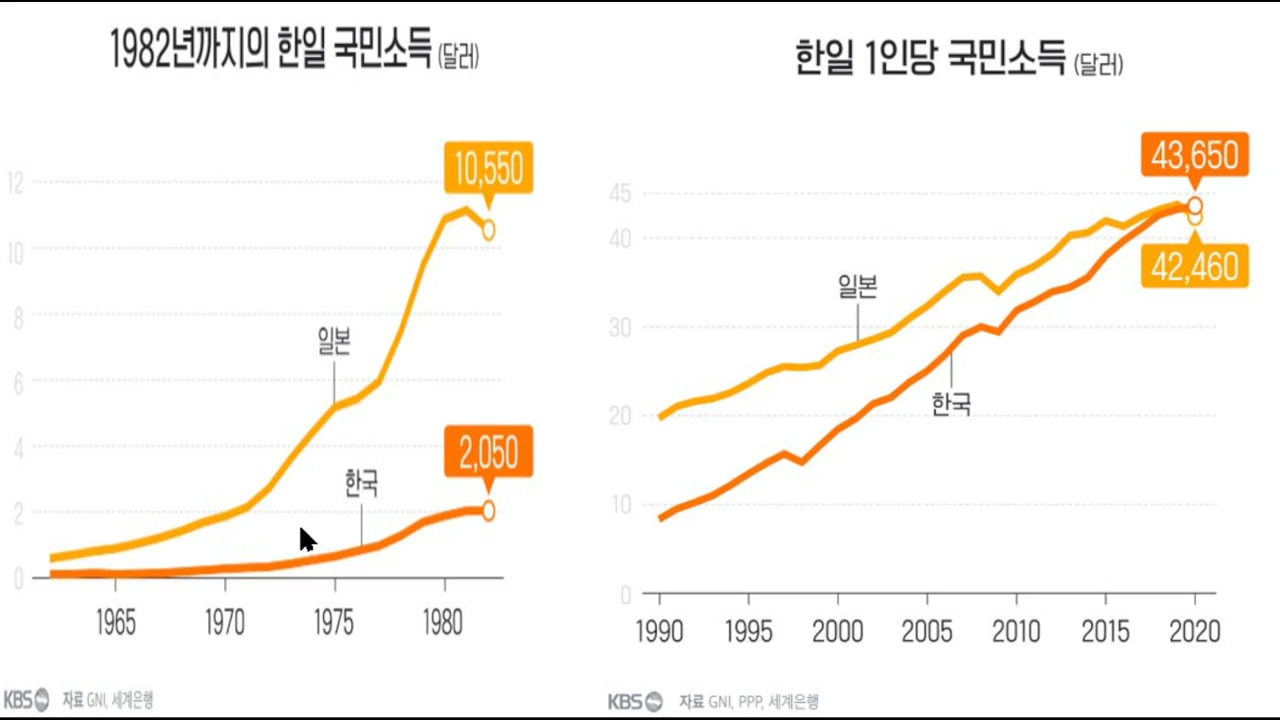 1982년까지의 한일 국민소득 (달러)
12
10
8
6
4
2
0
10,550
일본
2,050
한국
1965 1970 1975 1980
KBS 자료 GNI, 세계은행
한일 1인당 국민소득 (달러)
45
40
30
20
10
0
43,650
42,460
일본
한국
1990 1995 2000 2005 2010 2015 2020
KBS 자료 GNI, PPP, 세계은행